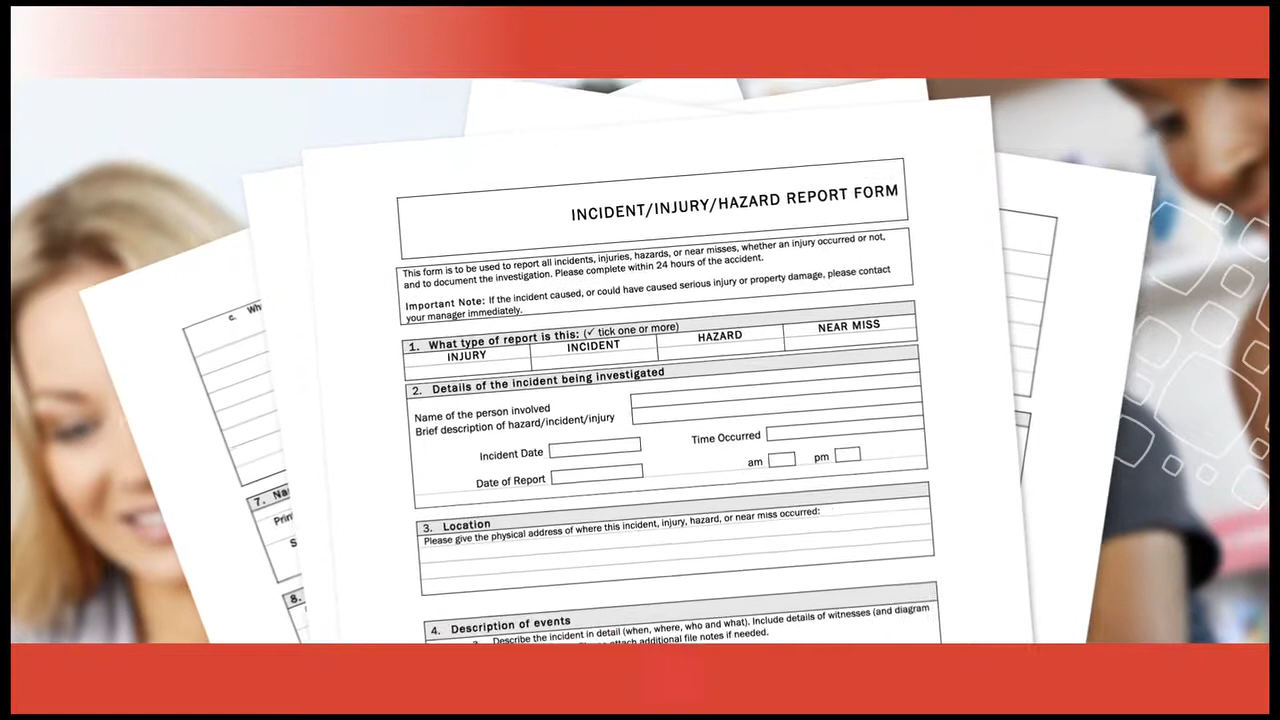 INCIDENT/INJURY/HAZARD REPORT FORM
This form is to be used to report all incidents, injuries, hazards, or near misses, whether an injury occurred or not,
and to document the investigation. Please complete within 24 hours of the accident.
Important Note: If the incident caused, or could have caused serious injury or property damage, please contact
your manager immediately.
1. What type of report is this: (✓ tick one or more)
INJURY INCIDENT HAZARD NEAR MISS
2. Details of the incident being investigated
Name of the person involved
Brief description of hazard/incident/injury
Incident Date Time Occurred
Date of Report am pm
3. Location
Please give the physical address of where this incident, injury, hazard, or near miss occurred:
4. Description of events
Describe the incident in detail (when, where, who and what). Include details of witnesses (and diagram
attach additional file notes if needed.
c.
7.
8.